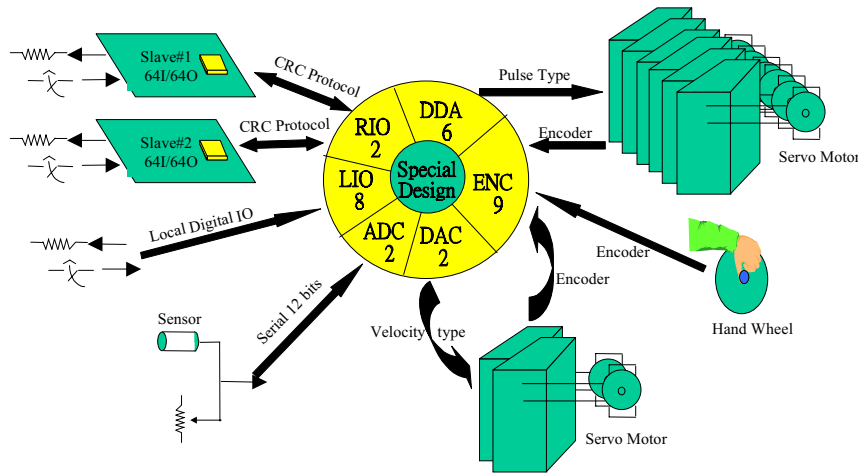 Slave#1
64I/64O
CRC Protocol
Pulse Type
Slave#2
64I/64O
CRC Protocol
RIO
2
DDA
6
Encoder
Servo Motor
LIO
8
Special
Design
ENC
9
Local Digital IO
ADC
2
DAC
2
Encoder
Hand Wheel
Serial 12 bits
Encoder
Sensor
Velocity type
Servo Motor